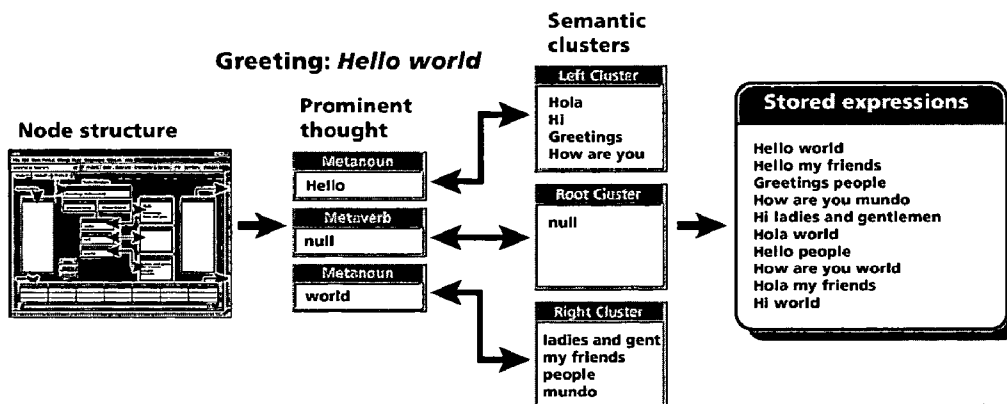 Greeting: Hello world
Node structure
Prominent
thought
Metanoun
Hello
Metaverb
null
Metanoun
world
Semantic
clusters
Left Cluster
Hola
Hi
Greetings
How are you
Root Cluster
null
Right Cluster
ladies and gent
my friends
people
mundo
Stored expressions
Hello world
Hello my friends
Greetings people
How are you mundo
Hi ladies and gentlemen
Hola world
Hello people
How are you world
Hola my friends
Hi world